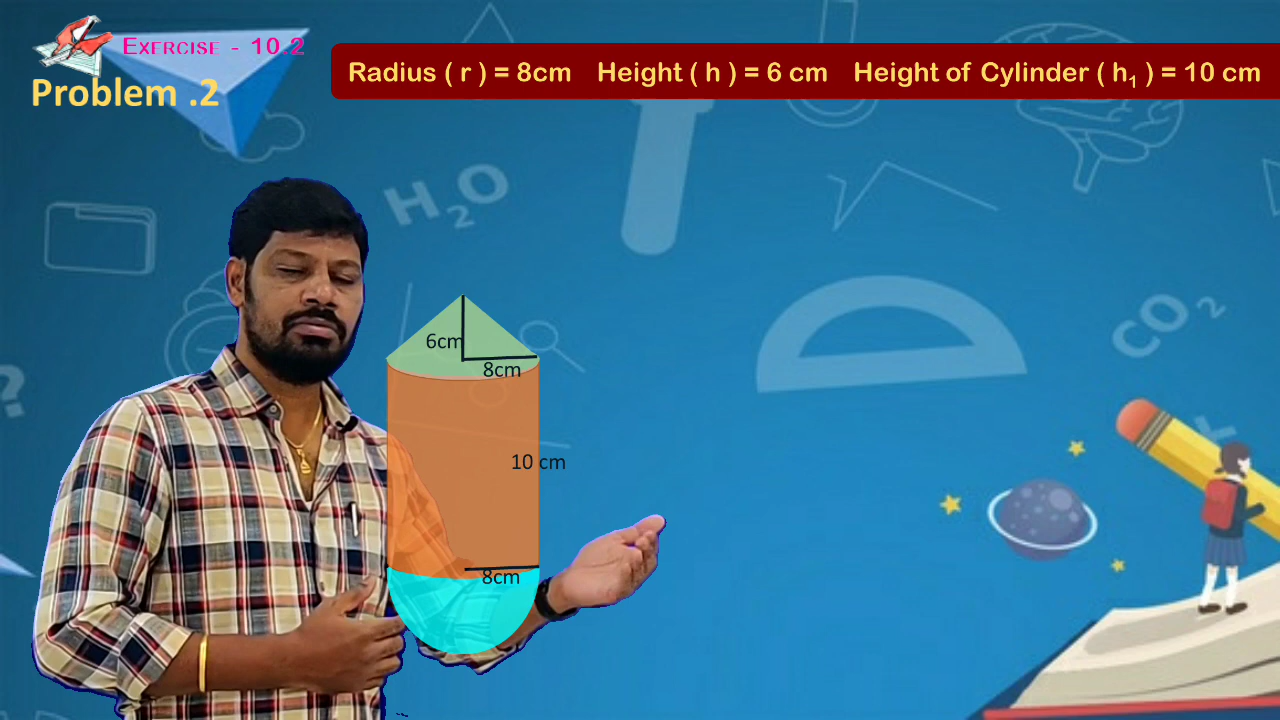 EXERCISE - 10.2
Problem .2
Radius ( r ) = 8cm Height ( h ) = 6 cm Height of Cylinder ( h₁ ) = 10 cm
H₂O
CO₂
?
6cm
8cm
10 cm
8cm